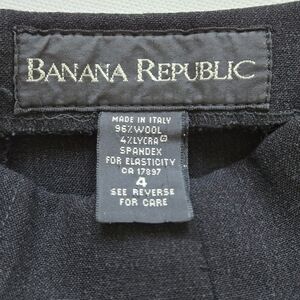 BANANA REPUBLIC
MADE IN ITALY
96% WOOL
4% LYCRA®
SPANDEX
FOR ELASTICITY
CA 17897
4
SEE REVERSE
FOR CARE